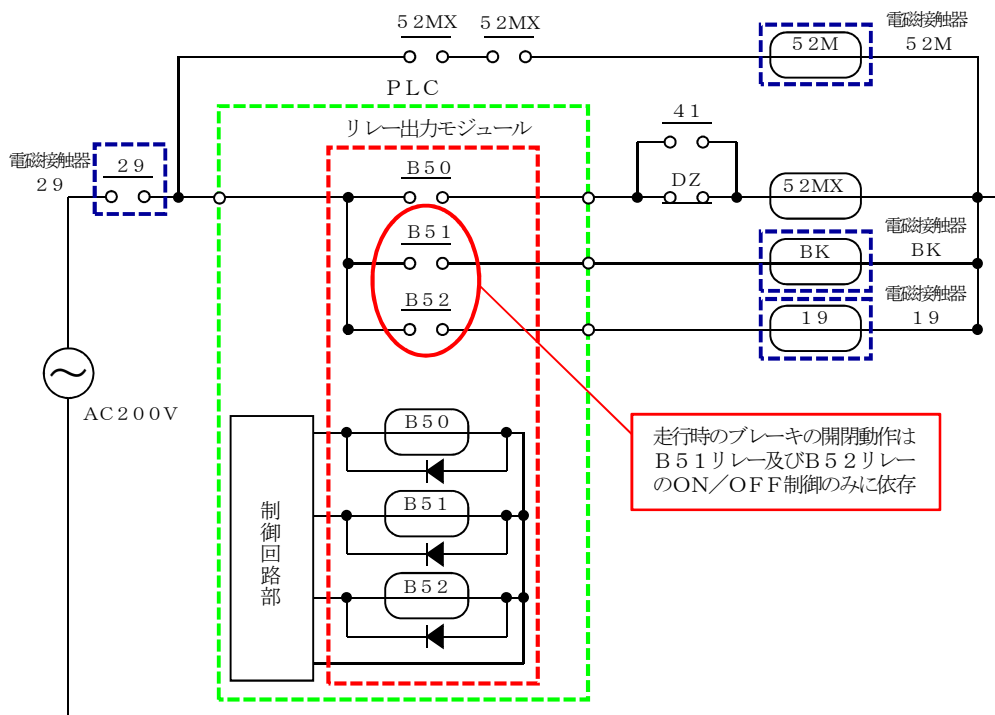 ５２MX
５２MX
電磁接触器
５２M
５２M
PLC
リレー出力モジュール
４１
電磁接触器
２９
２９
B５０
DZ
５２MX
B５１
電磁接触器
BK
BK
B５２
電磁接触器
１９
１９
AC２００V
B５０
走行時のブレーキの開閉動作は
B５１リレー及びB５２リレー
のON／OFF制御のみに依存
制御回路部
B５１
B５２